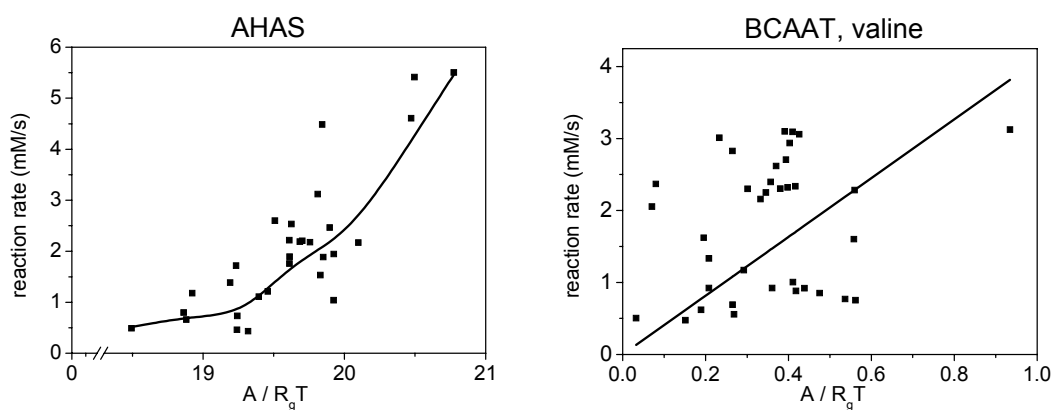 AHAS
6
5
4
3
2
1
0
reaction rate (mM/s)
0 19 20 21
A / RgT
BCAAT, valine
4
3
2
1
0
reaction rate (mM/s)
0.0 0.2 0.4 0.6 0.8 1.0
A / RgT